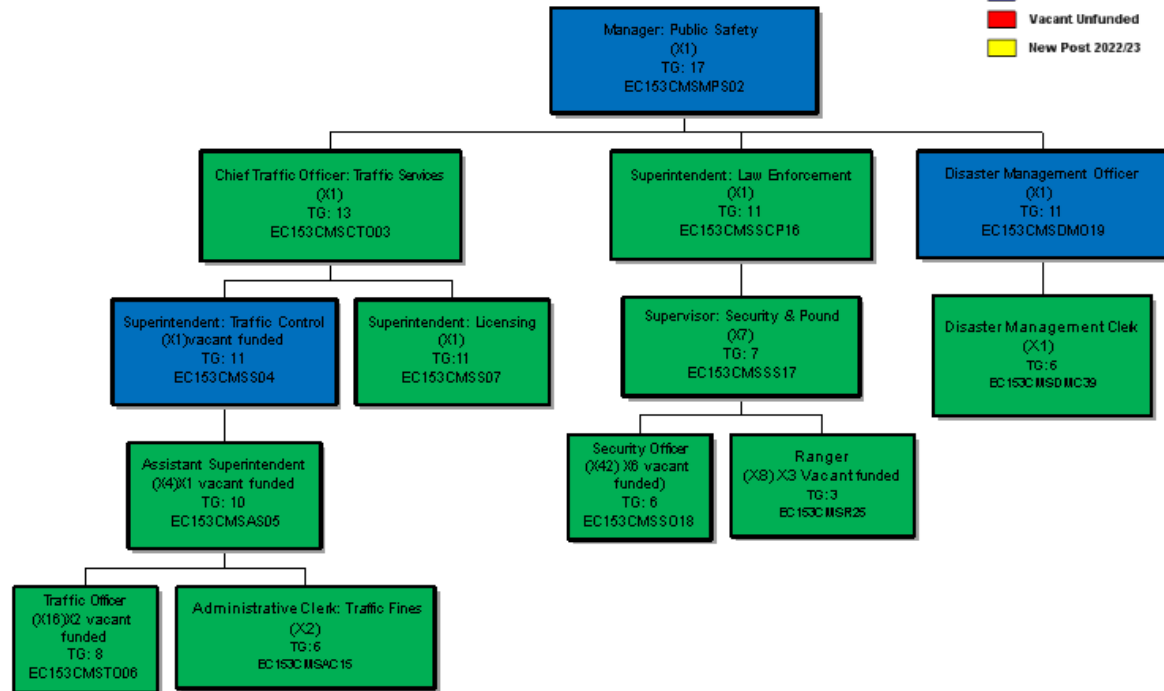 Vacant Unfunded
New Post 2022/23
Manager: Public Safety
(X1)
TG: 17
EC153CMSMPS02
Chief Traffic Officer: Traffic Services
(X1)
TG: 13
EC153CMSCTO03
Superintendent: Law Enforcement
(X1)
TG: 11
EC153CMSSCP16
Disaster Management Officer
(X1)
TG: 11
EC153CMSDMO19
Superintendent: Traffic Control
(X1)vacant funded
TG: 11
EC153CMSS04
Superintendent: Licensing
(X1)
TG:11
EC153CMSS07
Supervisor: Security & Pound
(X7)
TG: 7
EC153CMSSS17
Disaster Management Clerk
(X1)
TG:6
EC153CMSDMC39
Assistant Superintendent
(X4)X1 vacant funded
TG: 10
EC153CMSAS05
Security Officer
(X42) X6 vacant
funded)
TG: 6
EC153CMSSO18
Ranger
(X8) X3 Vacant funded
TG:3
EC153CMSR25
Traffic Officer
(X16)X2 vacant
funded
TG: 8
EC153CMSTO06
Administrative Clerk: Traffic Fines
(X2)
TG:6
EC153CMSAC15